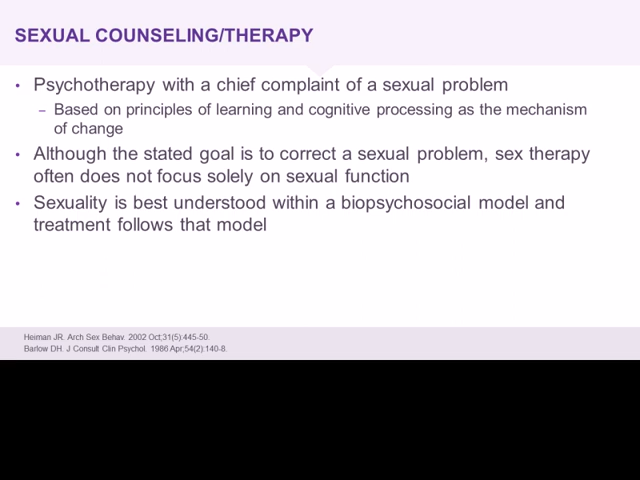 SEXUAL COUNSELING/THERAPY
• Psychotherapy with a chief complaint of a sexual problem
– Based on principles of learning and cognitive processing as the mechanism
of change
• Although the stated goal is to correct a sexual problem, sex therapy
often does not focus solely on sexual function
• Sexuality is best understood within a biopsychosocial model and
treatment follows that model
Heiman JR. Arch Sex Behav. 2002 Oct;31(5):445-50.
Barlow DH. J Consult Clin Psychol. 1986 Apr;54(2):140-8.